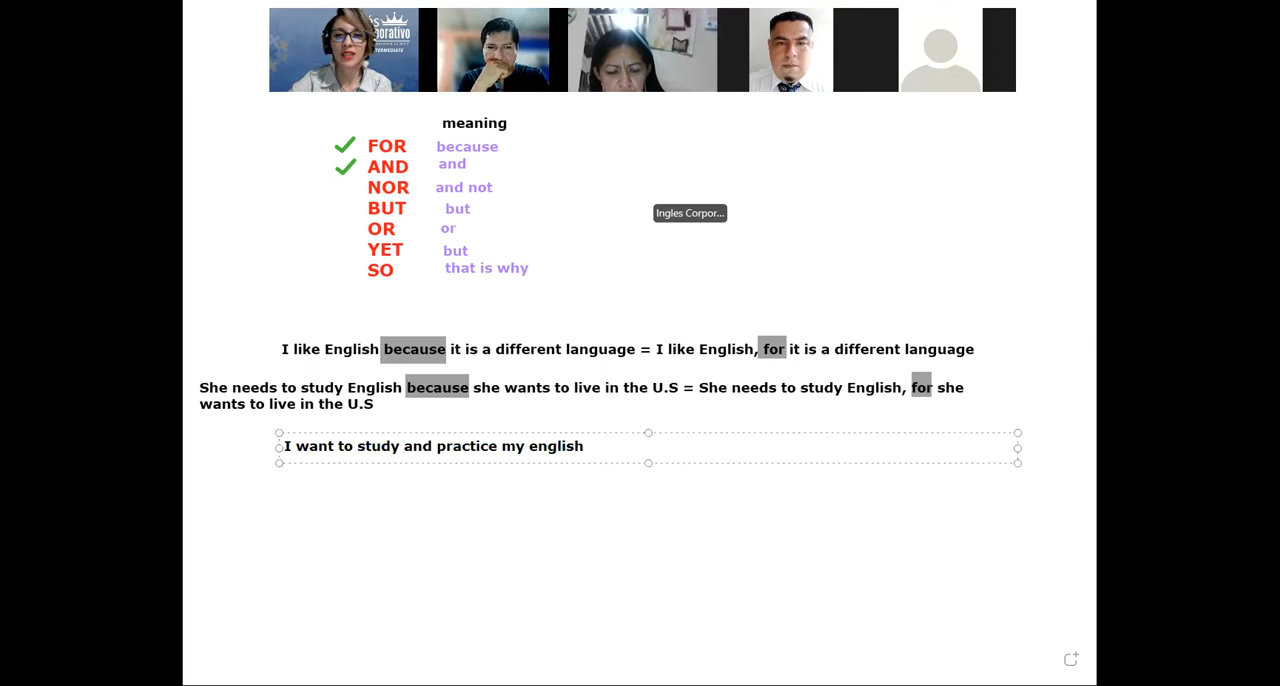 és
porativo
INTERMEDIATE
meaning
FOR because
AND and
NOR and not
BUT but
OR or
YET but
SO that is why
Ingles Corpor...
I like English because it is a different language = I like English, for it is a different language
She needs to study English because she wants to live in the U.S = She needs to study English, for she
wants to live in the U.S
I want to study and practice my english